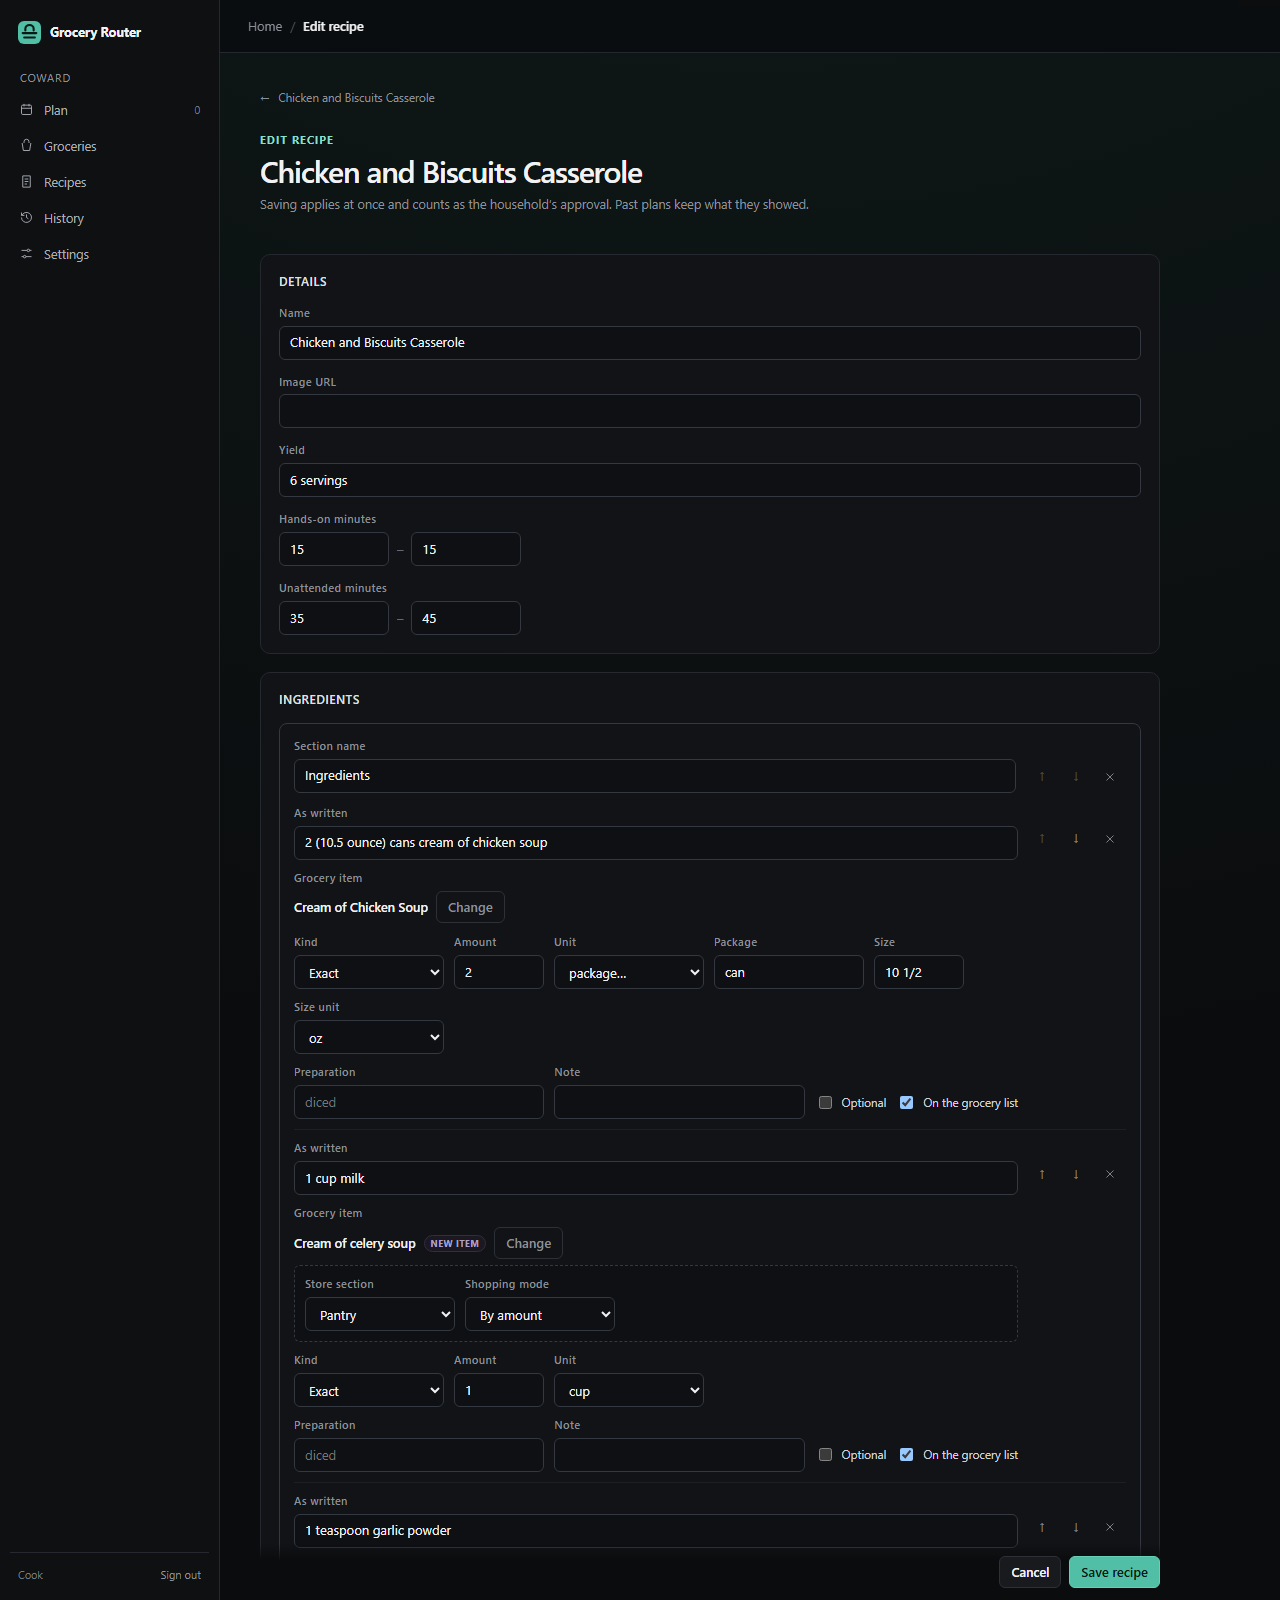 Grocery Router
Home / Edit recipe
COWARD
Plan 0
Groceries
Recipes
History
Settings
← Chicken and Biscuits Casserole
EDIT RECIPE
Chicken and Biscuits Casserole
Saving applies at once and counts as the household's approval. Past plans keep what they showed.
DETAILS
Name
Chicken and Biscuits Casserole
Image URL
Yield
6 servings
Hands-on minutes
15 – 15
Unattended minutes
35 – 45
INGREDIENTS
Section name
Ingredients ↑ ↓ ×
As written
2 (10.5 ounce) cans cream of chicken soup ↑ ↓ ×
Grocery item
Cream of Chicken Soup Change
Kind Amount Unit Package Size
Exact 2 package... can 10 1/2
Size unit
oz
Preparation Note
diced Optional On the grocery list
As written
1 cup milk ↑ ↓ ×
Grocery item
Cream of celery soup NEW ITEM Change
Store section Shopping mode
Pantry By amount
Kind Amount Unit
Exact 1 cup
Preparation Note
diced Optional On the grocery list
As written
1 teaspoon garlic powder ↑ ↓ ×
Cancel Save recipe
Cook Sign out